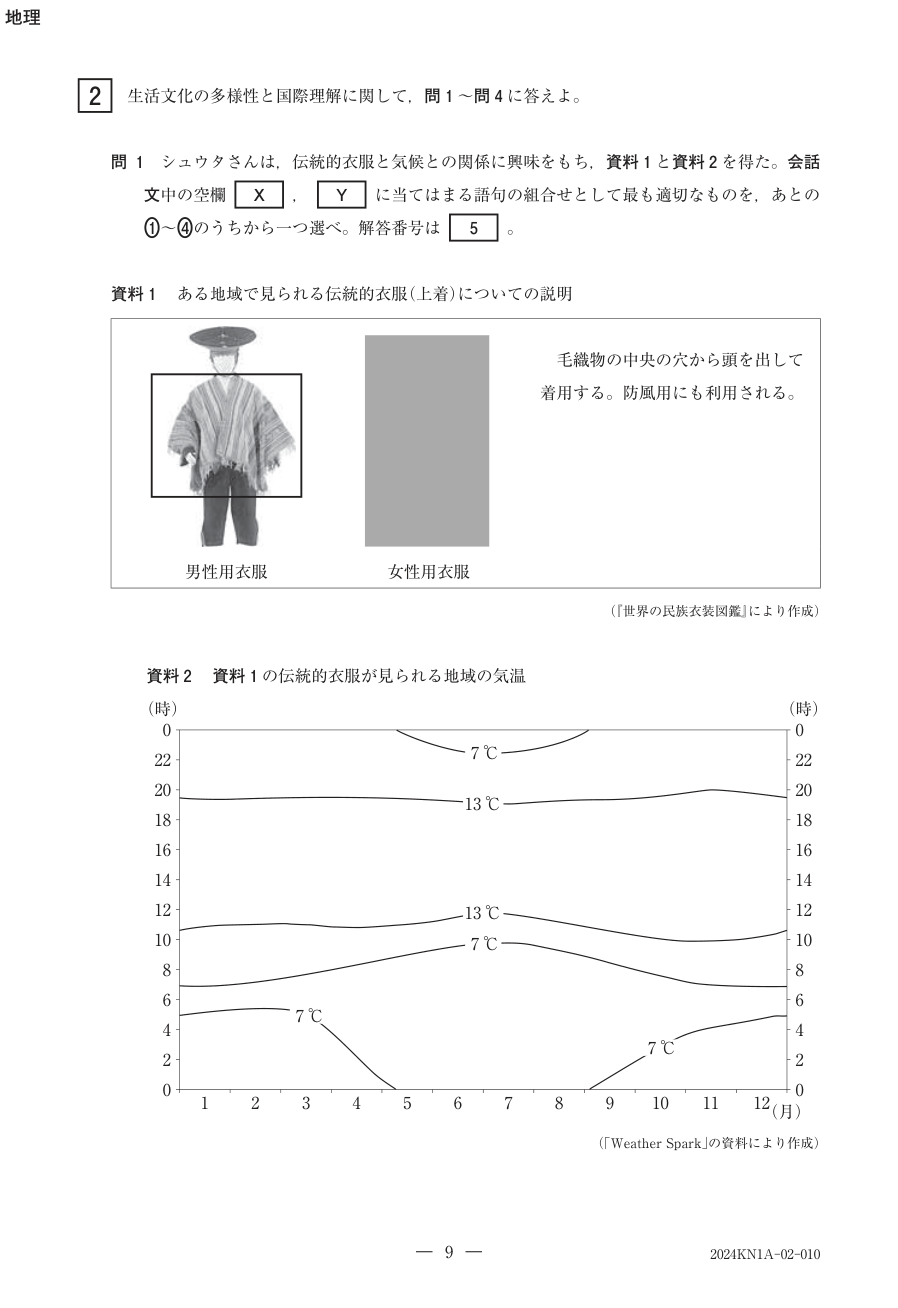 地理
2 生活文化の多様性と国際理解に関して，問1～問4に答えよ。
問1 シュウタさんは，伝統的衣服と気候との関係に興味をもち，資料1と資料2を得た。会話
文中の空欄 X ， Y に当てはまる語句の組合せとして最も適切なものを，あとの
①～④のうちから一つ選べ。解答番号は 5 。
資料1 ある地域で見られる伝統的衣服(上着)についての説明
毛織物の中央の穴から頭を出して
着用する。防風用にも利用される。
男性用衣服 女性用衣服
(『世界の民族衣装図鑑』により作成)
資料2 資料1の伝統的衣服が見られる地域の気温
(時) (時)
0 0
7℃
22 22
20 20
13℃
18 18
16 16
14 14
12 12
13℃
10 10
7℃
8 8
6 6
7℃
4 4
7℃
2 2
0 0
1 2 3 4 5 6 7 8 9 10 11 12 (月)
(「Weather Spark」の資料により作成)
― 9 ―
2024KN1A-02-010